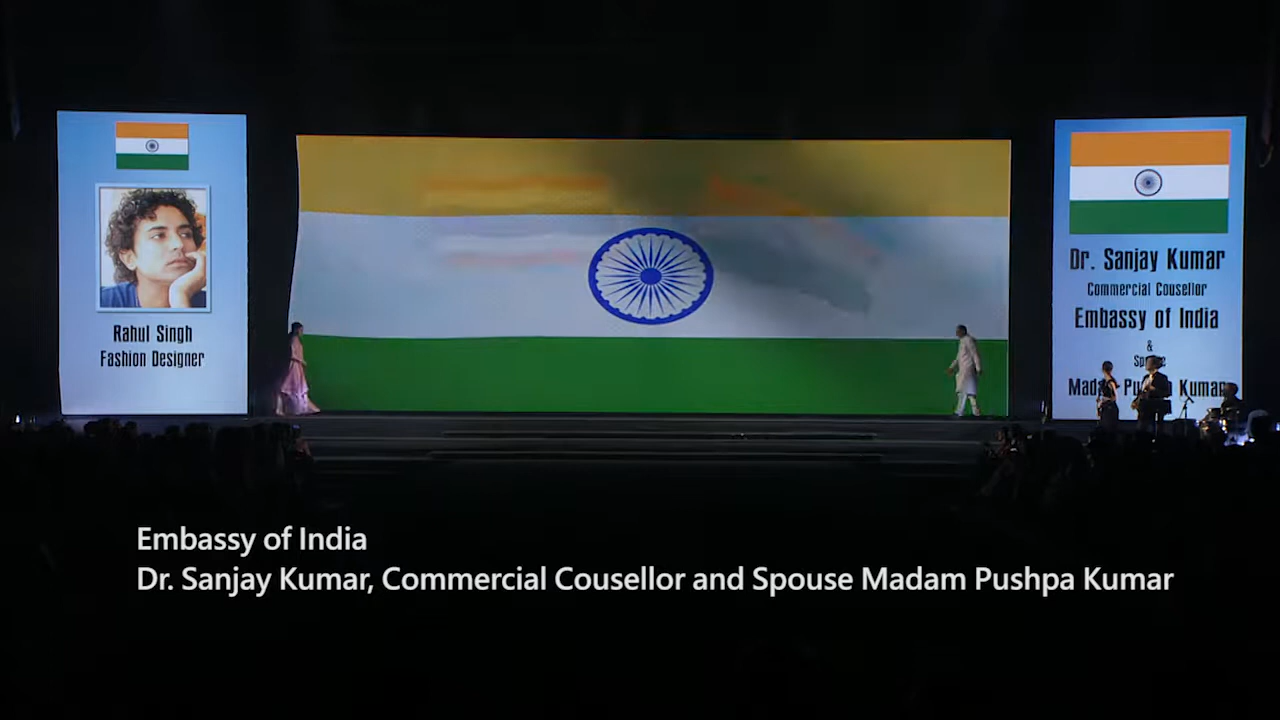 Rahul Singh
Fashion Designer
Dr. Sanjay Kumar
Commercial Cousellor
Embassy of India
&
Kumar
Embassy of India
Dr. Sanjay Kumar, Commercial Cousellor and Spouse Madam Pushpa Kumar